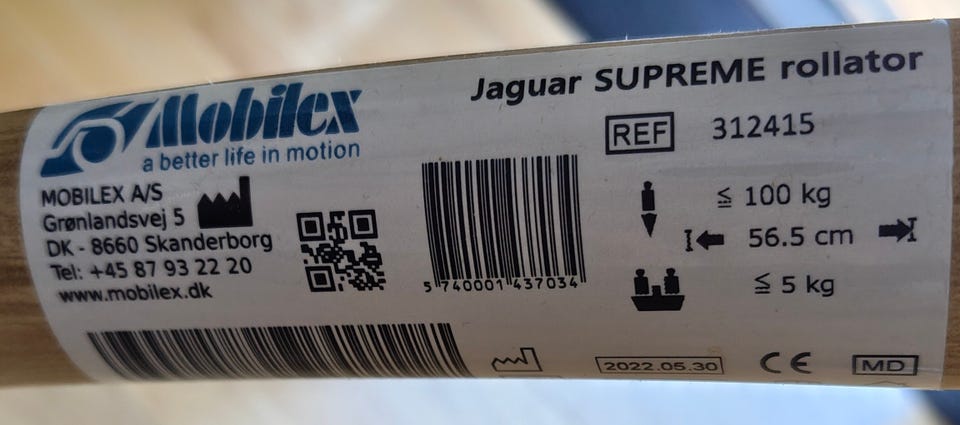 Mobilex
a better life in motion
MOBILEX A/S
Grønlandsvej 5
DK - 8660 Skanderborg
Tel: +45 87 93 22 20
www.mobilex.dk
5 740001 437034
Jaguar SUPREME rollator
REF 312415
≦ 100 kg
56.5 cm
≦ 5 kg
2022.05.30
CE
MD